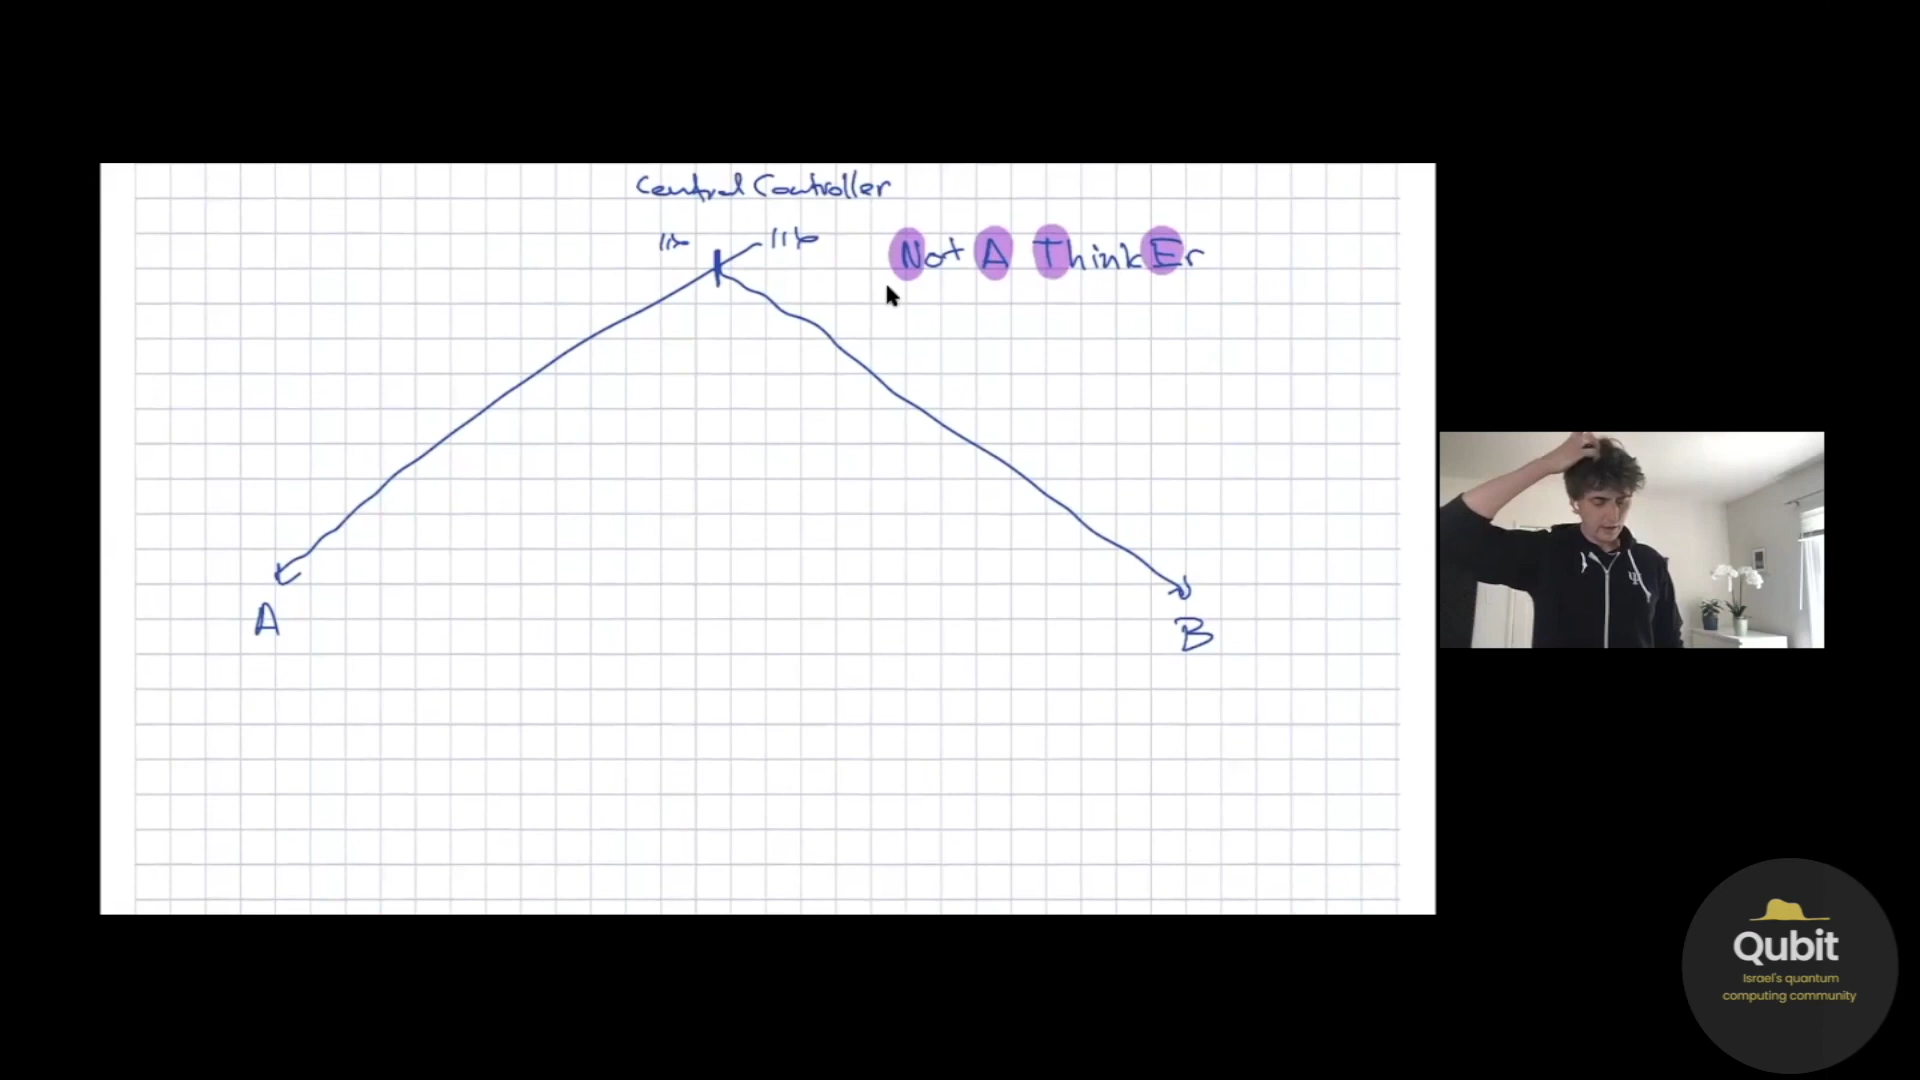 Central Controller
Not A ThinkEr
A
B
Qubit
Israel's quantum
computing community